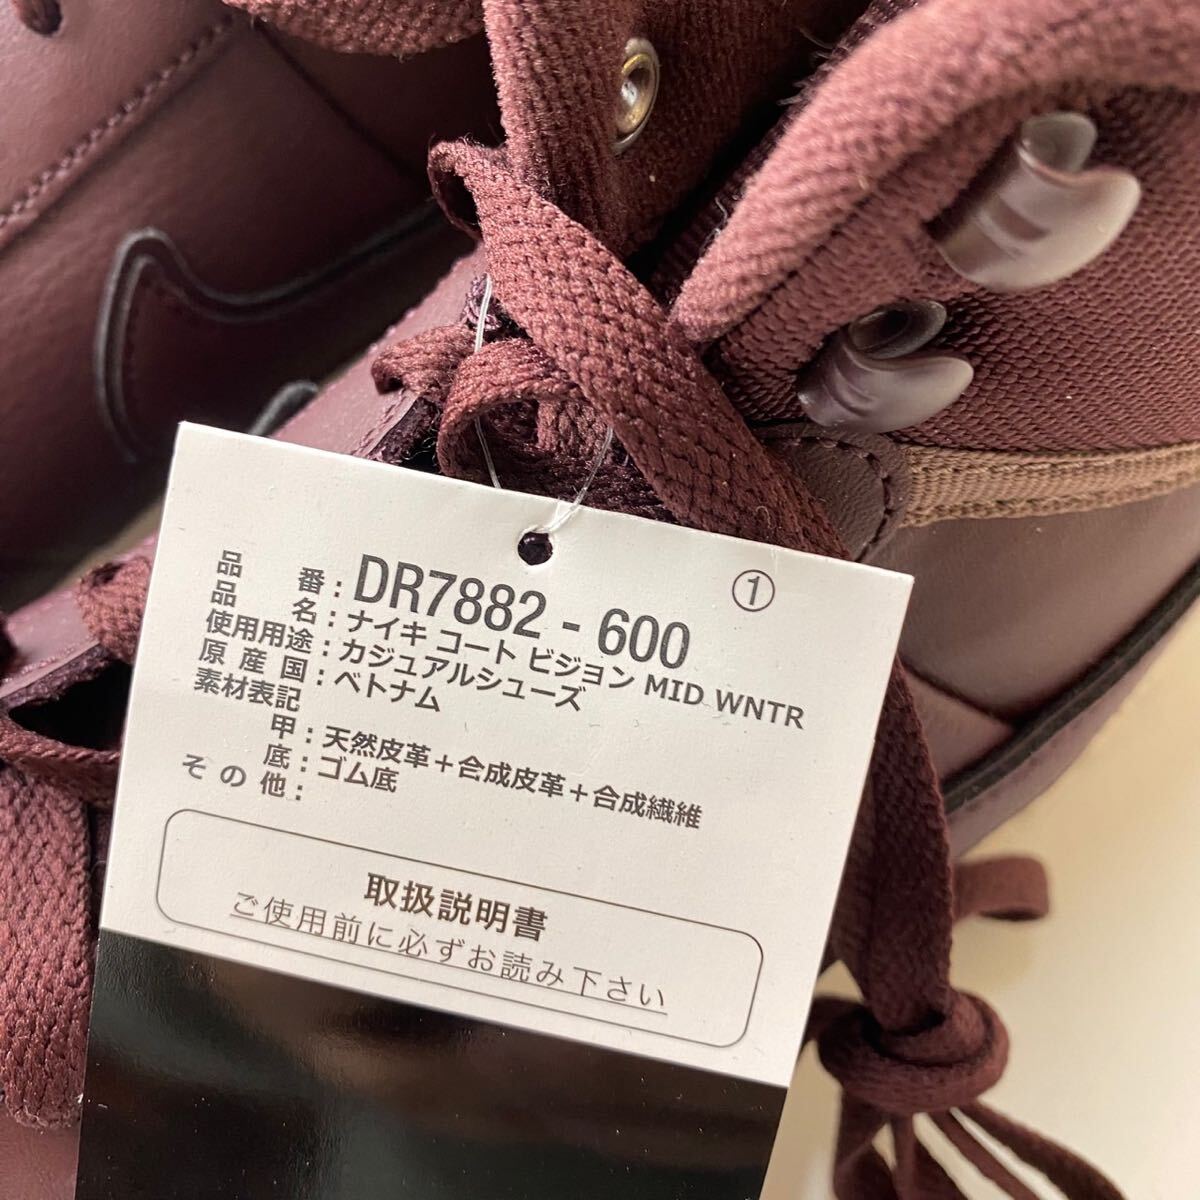 ①
品番:DR7882-600
品名:ナイキ コート ビジョン MID WNTR
使用用途:カジュアルシューズ
原産国:ベトナム
素材表記
甲:天然皮革+合成皮革+合成繊維
底:ゴム底
その他:
取扱説明書
ご使用前に必ずお読み下さい